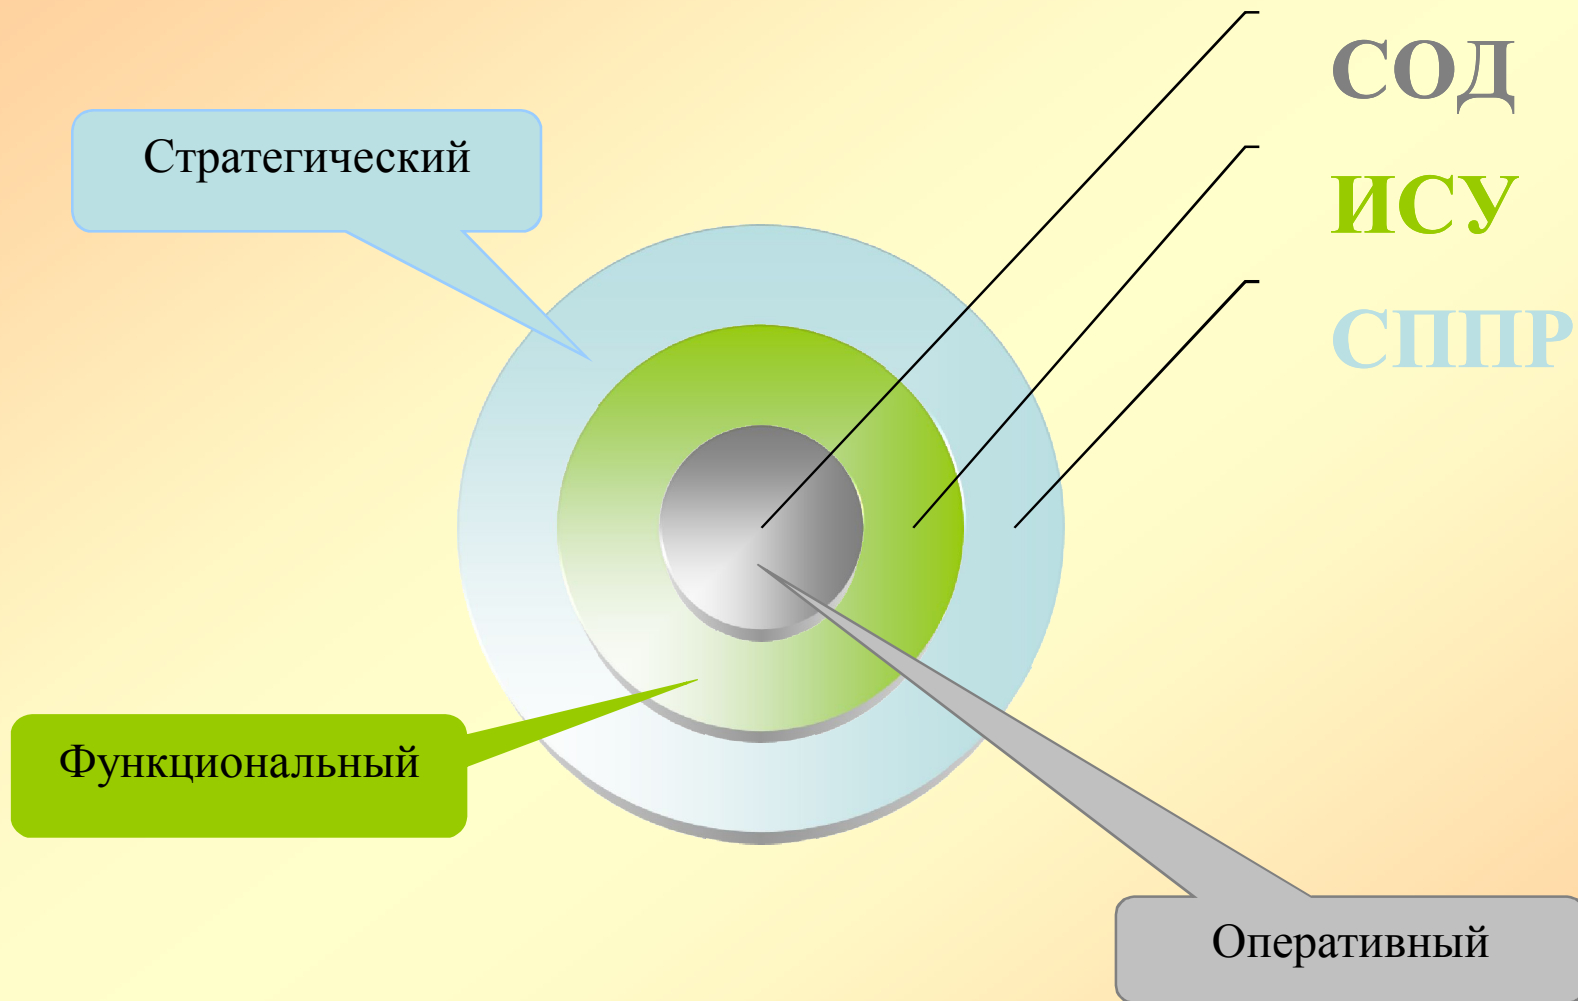 СОД
Стратегический
ИСУ
СППР
Функциональный
Оперативный